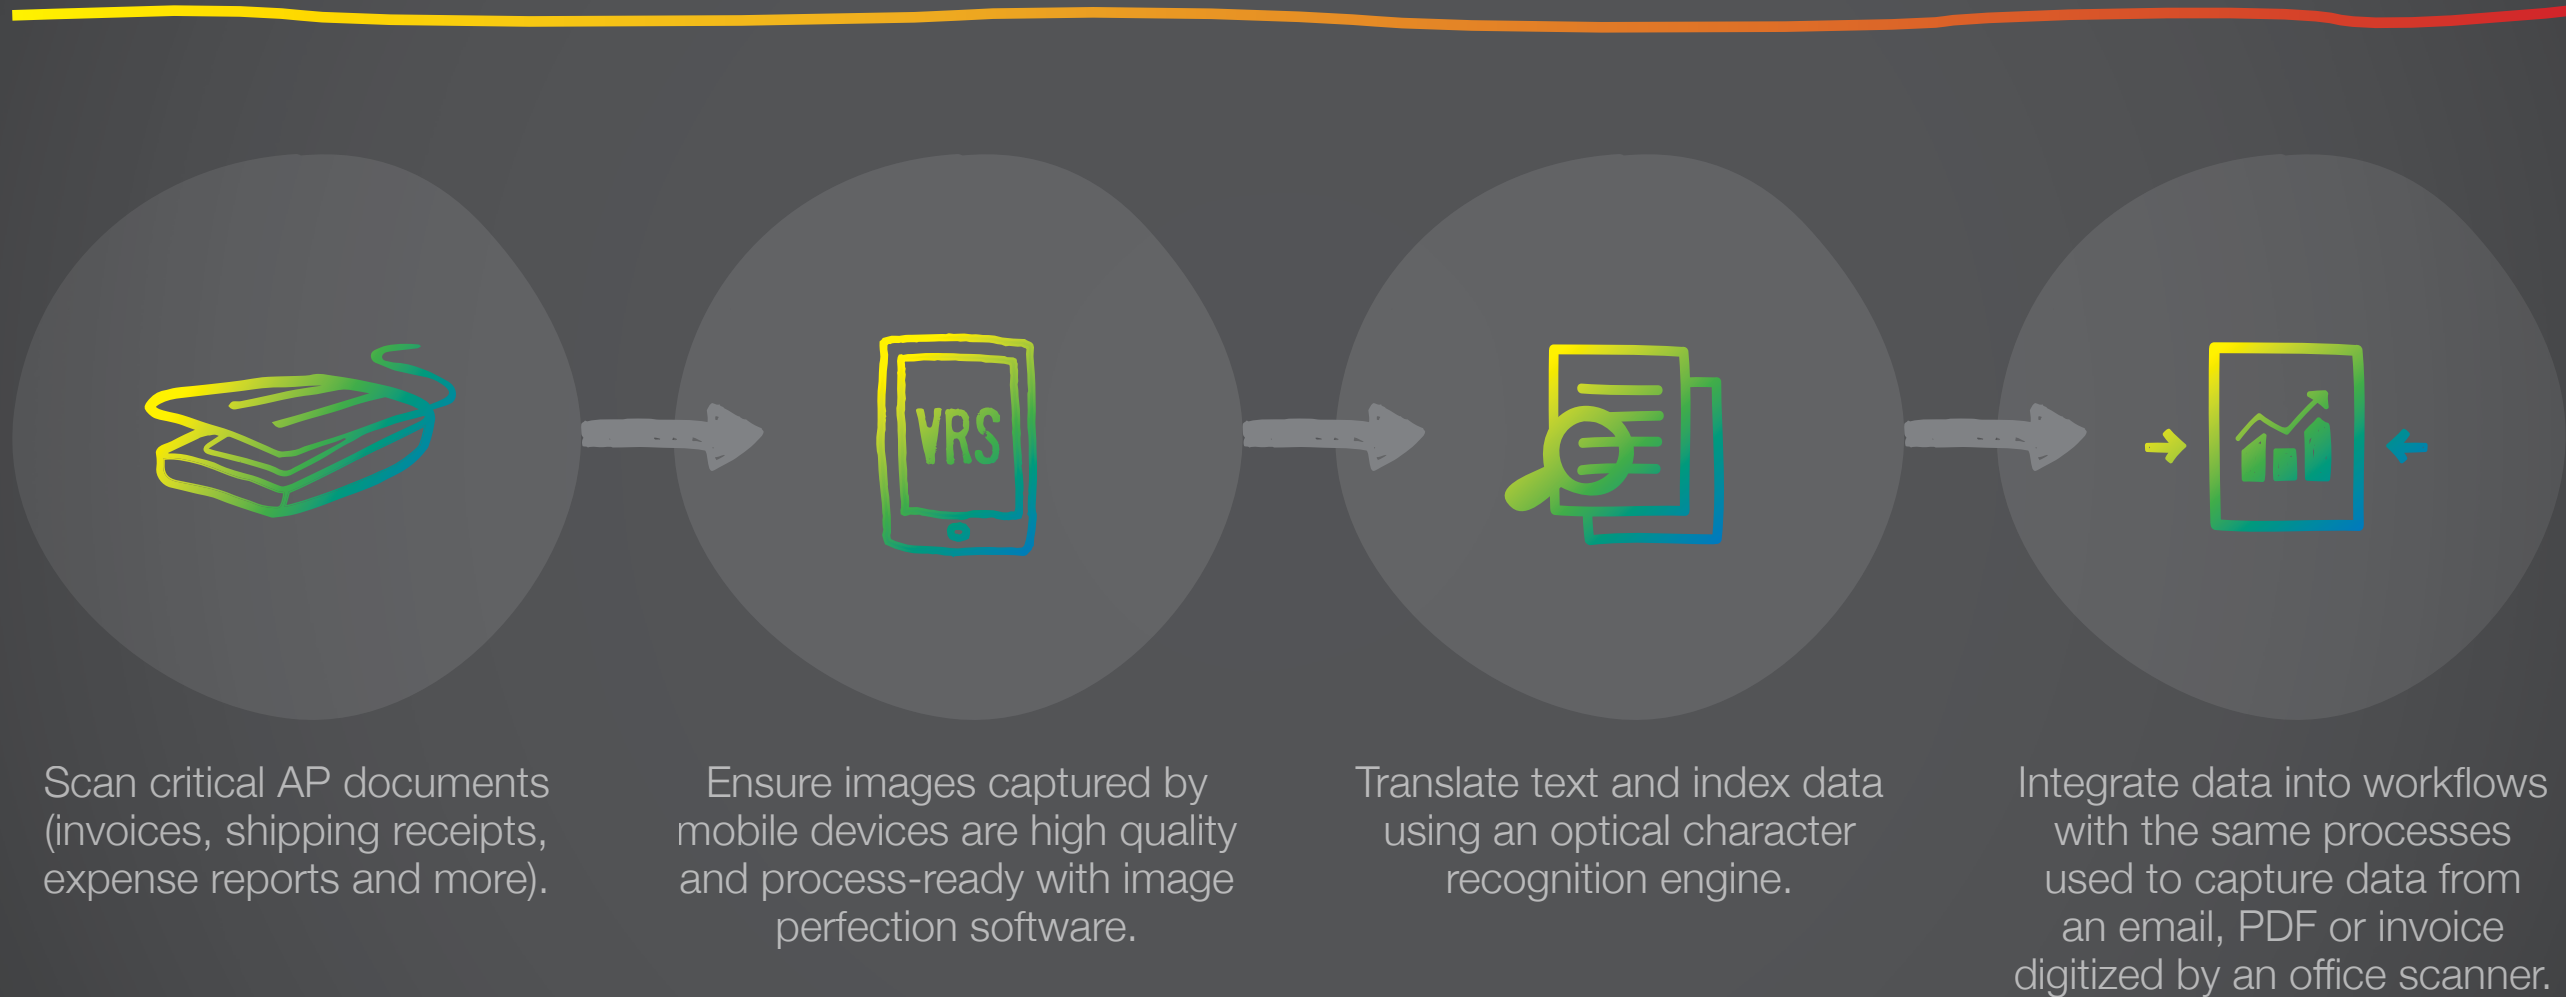 VRS
Scan critical AP documents
(invoices, shipping receipts,
expense reports and more).
Ensure images captured by
mobile devices are high quality
and process-ready with image
perfection software.
Translate text and index data
using an optical character
recognition engine.
Integrate data into workflows
with the same processes
used to capture data from
an email, PDF or invoice
digitized by an office scanner.